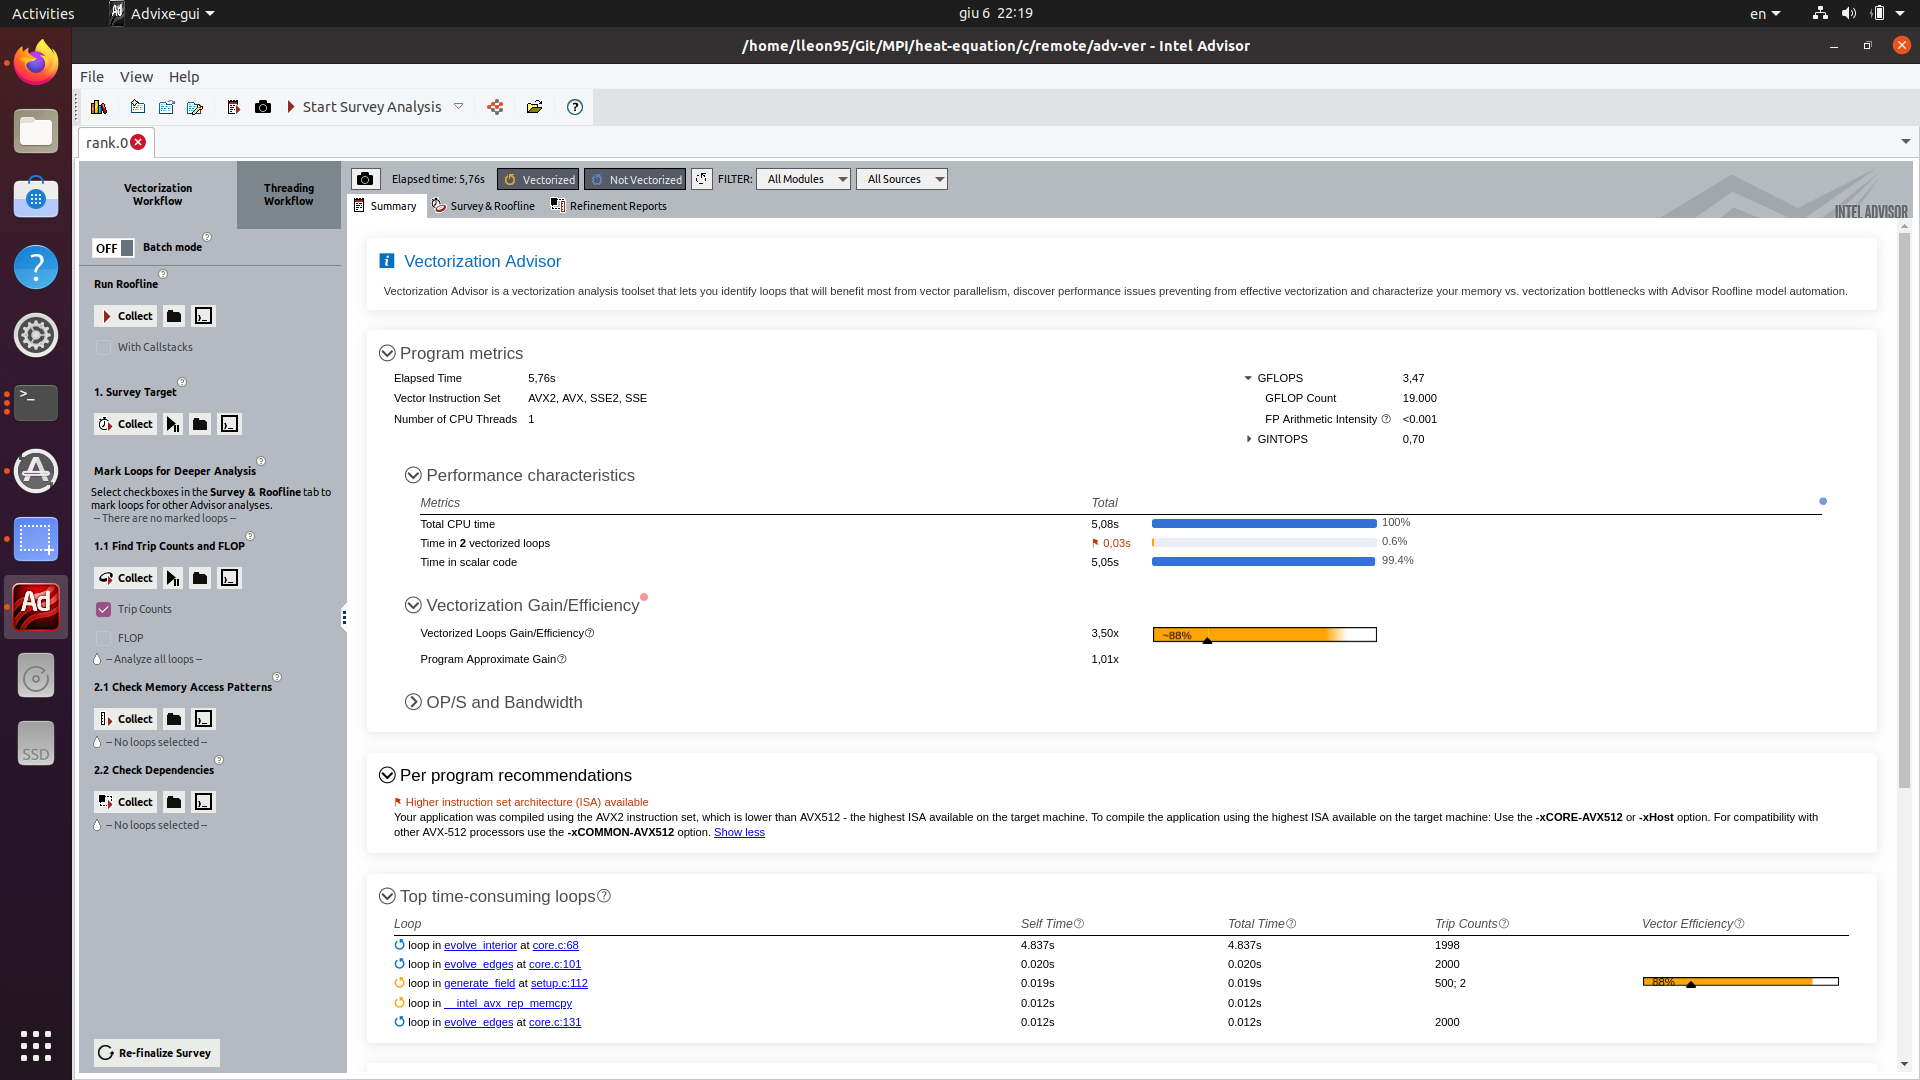 Activities
Advixe-gui
giu 6 22:19
en
/home/lleon95/Git/MPI/heat-equation/c/remote/adv-ver - Intel Advisor
File View Help
Start Survey Analysis
rank.0
Vectorization Workflow
Threading Workflow
Elapsed time: 5,76s
Vectorized
Not Vectorized
FILTER:
All Modules
All Sources
Summary
Survey & Roofline
Refinement Reports
INTEL ADVISOR
OFF
Batch mode
Run Roofline
Collect
With Callstacks
1. Survey Target
Collect
Mark Loops for Deeper Analysis
Select checkboxes in the Survey & Roofline tab to
mark loops for other Advisor analyses.
-- There are no marked loops --
1.1 Find Trip Counts and FLOP
Collect
Trip Counts
FLOP
-- Analyze all loops --
2.1 Check Memory Access Patterns
Collect
-- No loops selected --
2.2 Check Dependencies
Collect
-- No loops selected --
Re-finalize Survey
Ad
SSD
Vectorization Advisor
Vectorization Advisor is a vectorization analysis toolset that lets you identify loops that will benefit most from vector parallelism, discover performance issues preventing from effective vectorization and characterize your memory vs. vectorization bottlenecks with Advisor Roofline model automation.
Program metrics
Elapsed Time 5,76s
Vector Instruction Set AVX2, AVX, SSE2, SSE
Number of CPU Threads 1
GFLOPS 3,47
GFLOP Count 19.000
FP Arithmetic Intensity <0.001
GINTOPS 0,70
Performance characteristics
Metrics Total
Total CPU time 5,08s 100%
Time in 2 vectorized loops 0,03s 0.6%
Time in scalar code 5,05s 99.4%
Vectorization Gain/Efficiency
Vectorized Loops Gain/Efficiency 3,50x ~88%
Program Approximate Gain 1,01x
OP/S and Bandwidth
Per program recommendations
Higher instruction set architecture (ISA) available
Your application was compiled using the AVX2 instruction set, which is lower than AVX512 - the highest ISA available on the target machine. To compile the application using the highest ISA available on the target machine: Use the -xCORE-AVX512 or -xHost option. For compatibility with
other AVX-512 processors use the -xCOMMON-AVX512 option. Show less
Top time-consuming loops
Loop Self Time Total Time Trip Counts Vector Efficiency
loop in evolve_interior at core.c:68 4.837s 4.837s 1998
loop in evolve_edges at core.c:101 0.020s 0.020s 2000
loop in generate_field at setup.c:112 0.019s 0.019s 500; 2 88%
loop in __intel_avx_rep_memcpy 0.012s 0.012s
loop in evolve_edges at core.c:131 0.012s 0.012s 2000